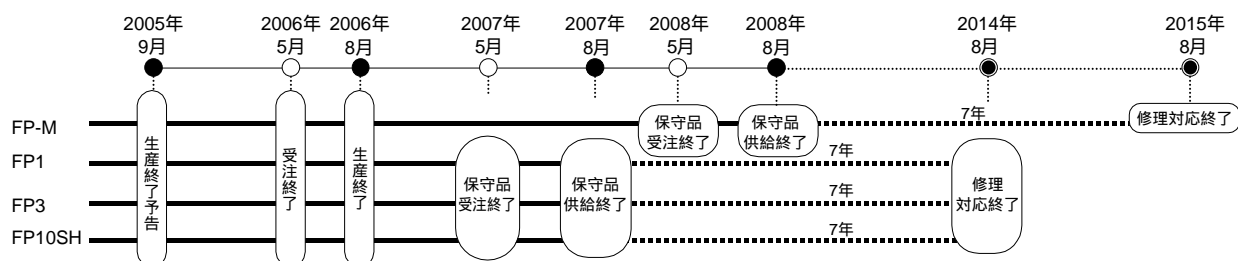 2005年
9月
2006年
5月
2006年
8月
2007年
5月
2007年
8月
2008年
5月
2008年
8月
2014年
8月
2015年
8月
FP-M
FP1
FP3
FP10SH
生産終了予告
受注終了
生産終了
保守品
受注終了
保守品
供給終了
保守品
受注終了
保守品
供給終了
7年
修理対応終了
7年
7年
7年
修理
対応終了